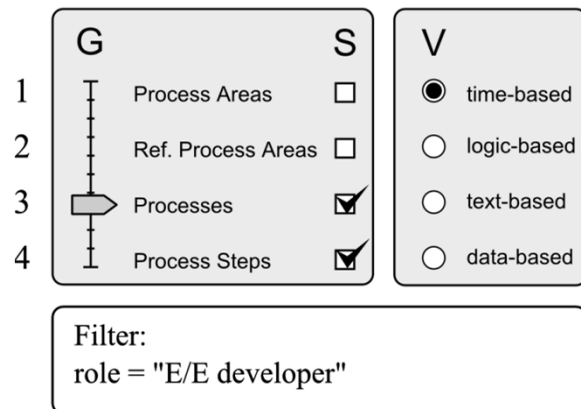 G S V
1 Process Areas time-based
2 Ref. Process Areas logic-based
3 Processes text-based
4 Process Steps data-based
Filter:
role = "E/E developer"